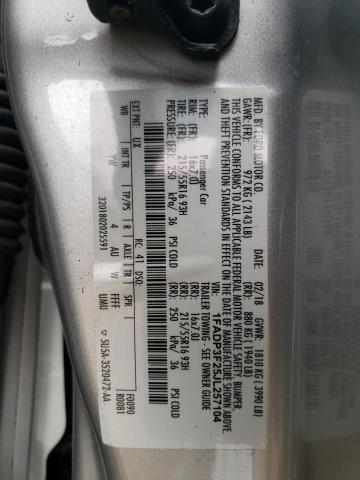 MFD. BY FORD MOTOR CO.
DATE: 02/18 GVWR: 1810 KG ( 3990 LB)
GAWR: (FR): 972 KG ( 2143 LB) (RR): 880 KG ( 1940 LB)
THIS VEHICLE CONFORMS TO ALL APPLICABLE FEDERAL MOTOR VEHICLE SAFETY, BUMPER, AND THEFT PREVENTION STANDARDS IN EFFECT ON THE DATE OF MANUFACTURE SHOWN ABOVE.
VIN: 1FADP3F25JL257104
TYPE: Passenger Car TRAILER TOWING - SEE OWNERS GUIDE
RIM: (FR): 16x7.0J (RR): 16x7.0J
TIRE: (FR): 215/55R16 93H (RR): 215/55R16 93H
PRESSURE: (FR): 250 kPa/ 36 PSI COLD (RR): 250 kPa/ 36 PSI COLD
EXT PNT: UX RC: 41 DSO: F0090
R0081
WB TP/PS R AXLE TR SPR
YW 4 AU W FFFF UMU
3201802025591 5U5A-3520472-AA